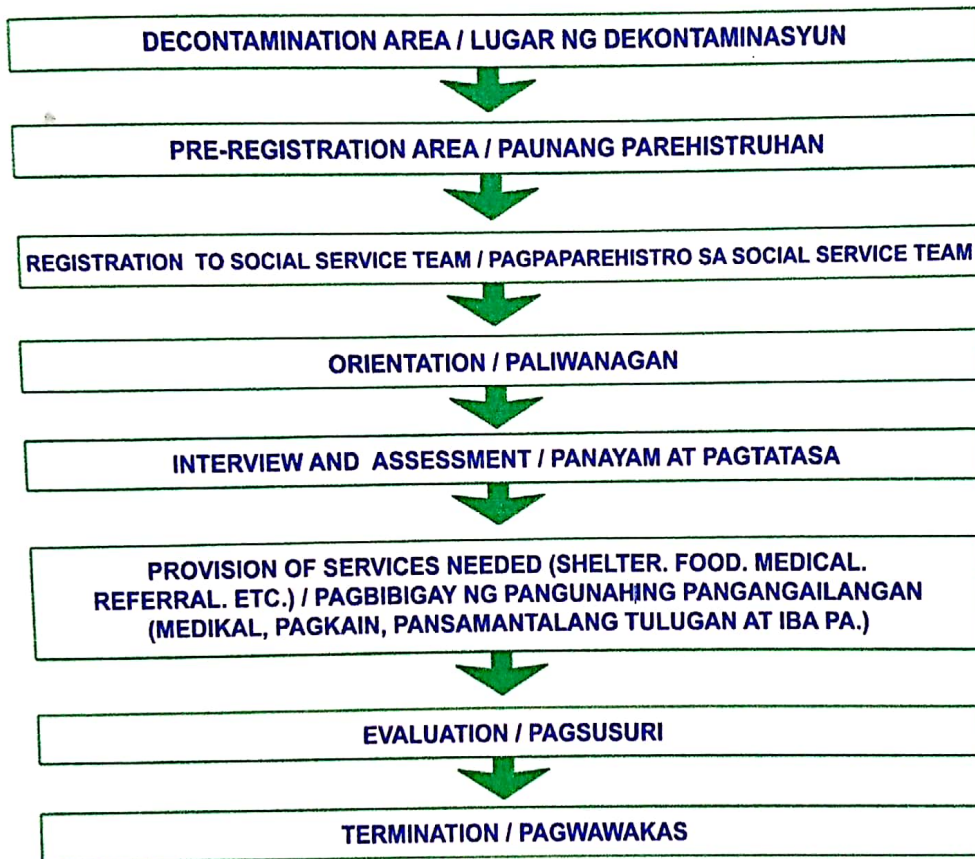 DECONTAMINATION AREA / LUGAR NG DEKONTAMINASYUN
PRE-REGISTRATION AREA / PAUNANG PAREHISTRUHAN
REGISTRATION TO SOCIAL SERVICE TEAM / PAGPAPAREHISTRO SA SOCIAL SERVICE TEAM
ORIENTATION / PALIWANAGAN
INTERVIEW AND ASSESSMENT / PANAYAM AT PAGTATASA
PROVISION OF SERVICES NEEDED (SHELTER. FOOD. MEDICAL.
REFERRAL. ETC.) / PAGBIBIGAY NG PANGUNAHING PANGANGAILANGAN
(MEDIKAL, PAGKAIN, PANSAMANTALANG TULUGAN AT IBA PA.)
EVALUATION / PAGSUSURI
TERMINATION / PAGWAWAKAS